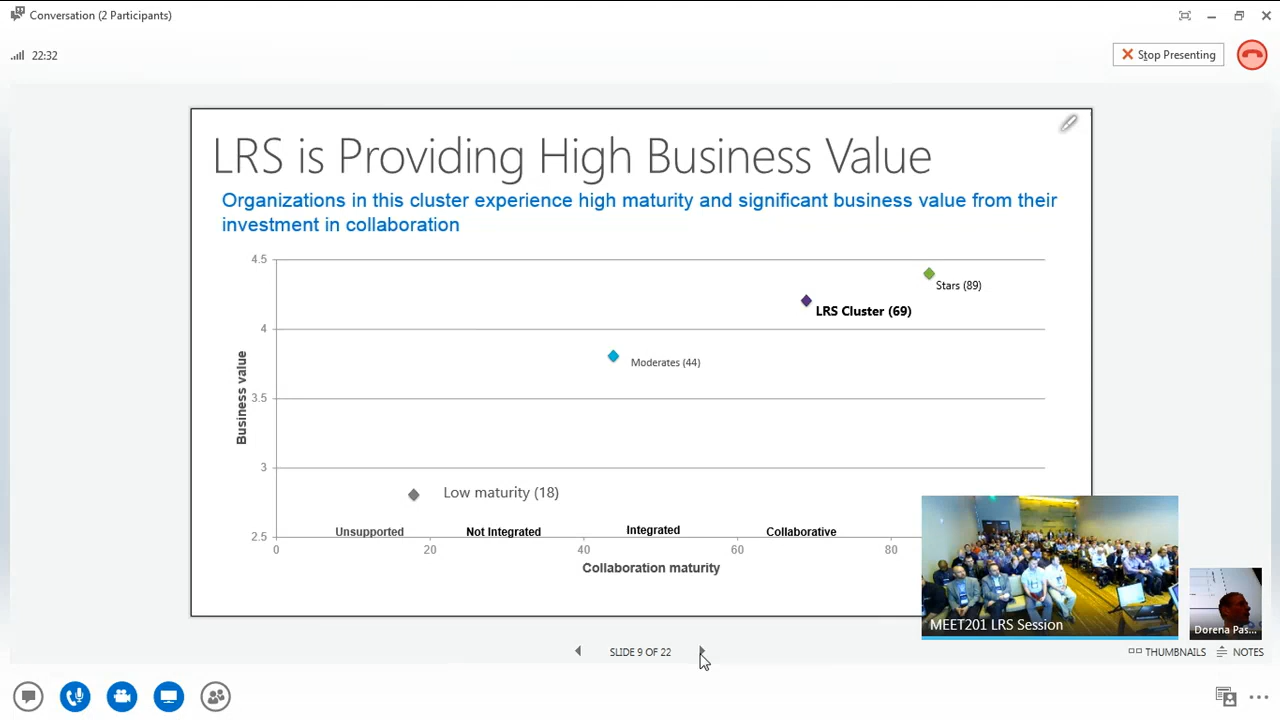 Conversation (2 Participants)
22:32
Stop Presenting
LRS is Providing High Business Value
Organizations in this cluster experience high maturity and significant business value from their
investment in collaboration
4.5
Stars (89)
LRS Cluster (69)
4
Moderates (44)
Business value
3.5
3
Low maturity (18)
Unsupported
Not Integrated
Integrated
Collaborative
2.5
0
20
40
60
80
Collaboration maturity
MEET201 LRS Session
Dorena Pas...
SLIDE 9 OF 22
THUMBNAILS
NOTES